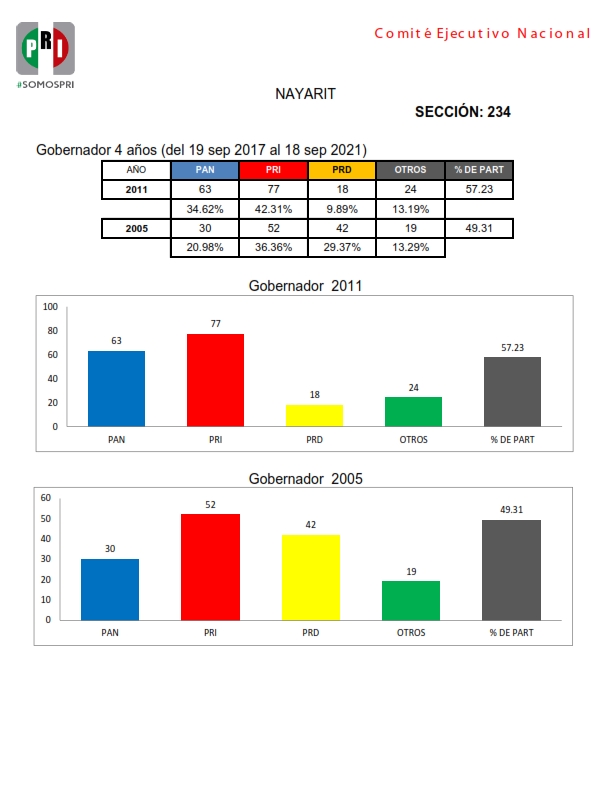 PRI
#SOMOSPRI
Comité Ejecutivo Nacional
NAYARIT
SECCIÓN: 234
Gobernador 4 años (del 19 sep 2017 al 18 sep 2021)
AÑO PAN PRI PRD OTROS % DE PART
2011 63 77 18 24 57.23
34.62% 42.31% 9.89% 13.19%
2005 30 52 42 19 49.31
20.98% 36.36% 29.37% 13.29%
Gobernador 2011
100
80
60
40
20
0
63
77
18
24
57.23
PAN PRI PRD OTROS % DE PART
Gobernador 2005
60
50
40
30
20
10
0
30
52
42
19
49.31
PAN PRI PRD OTROS % DE PART